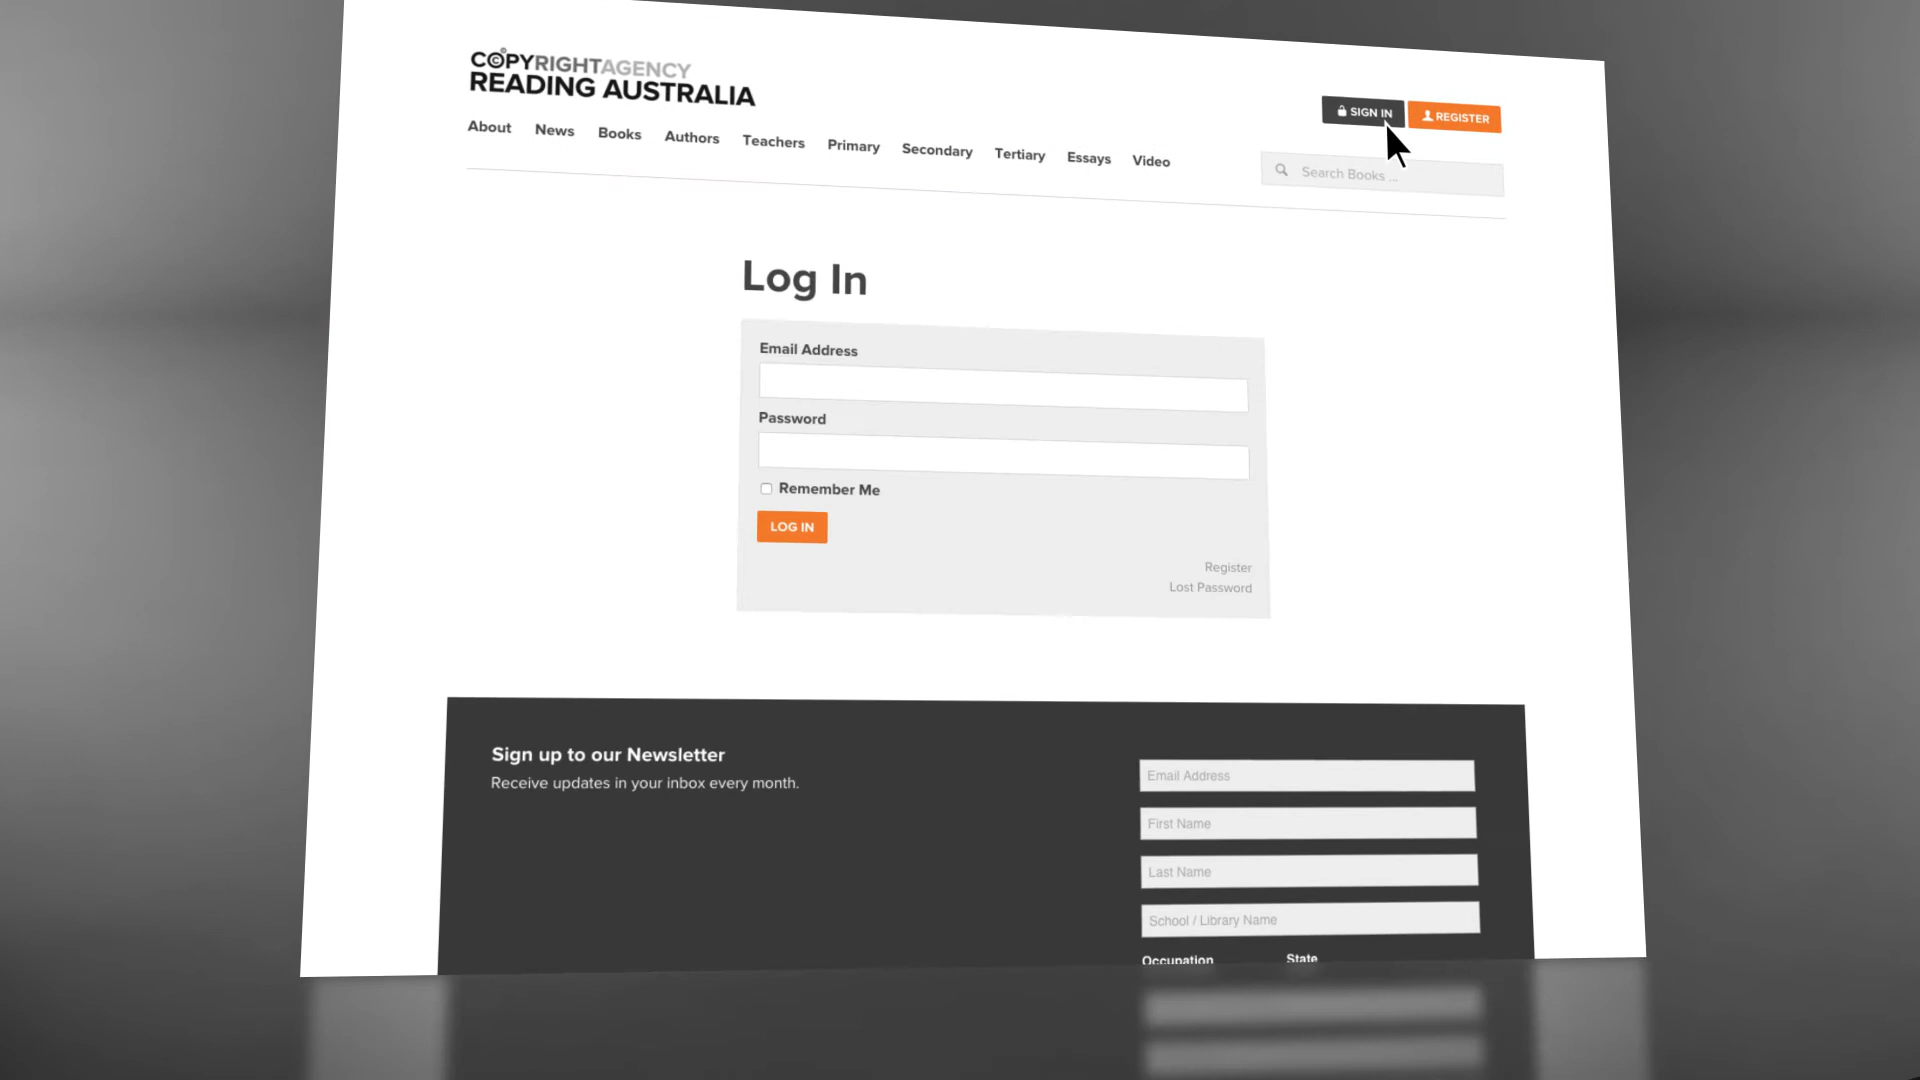 COPYRIGHTAGENCY
READING AUSTRALIA
SIGN IN REGISTER
About News Books Authors Teachers Primary Secondary Tertiary Essays Video
Search Books ...
Log In
Email Address
Password
Remember Me
LOG IN
Register
Lost Password
Sign up to our Newsletter
Receive updates in your inbox every month.
Email Address
First Name
Last Name
School / Library Name
Occupation State